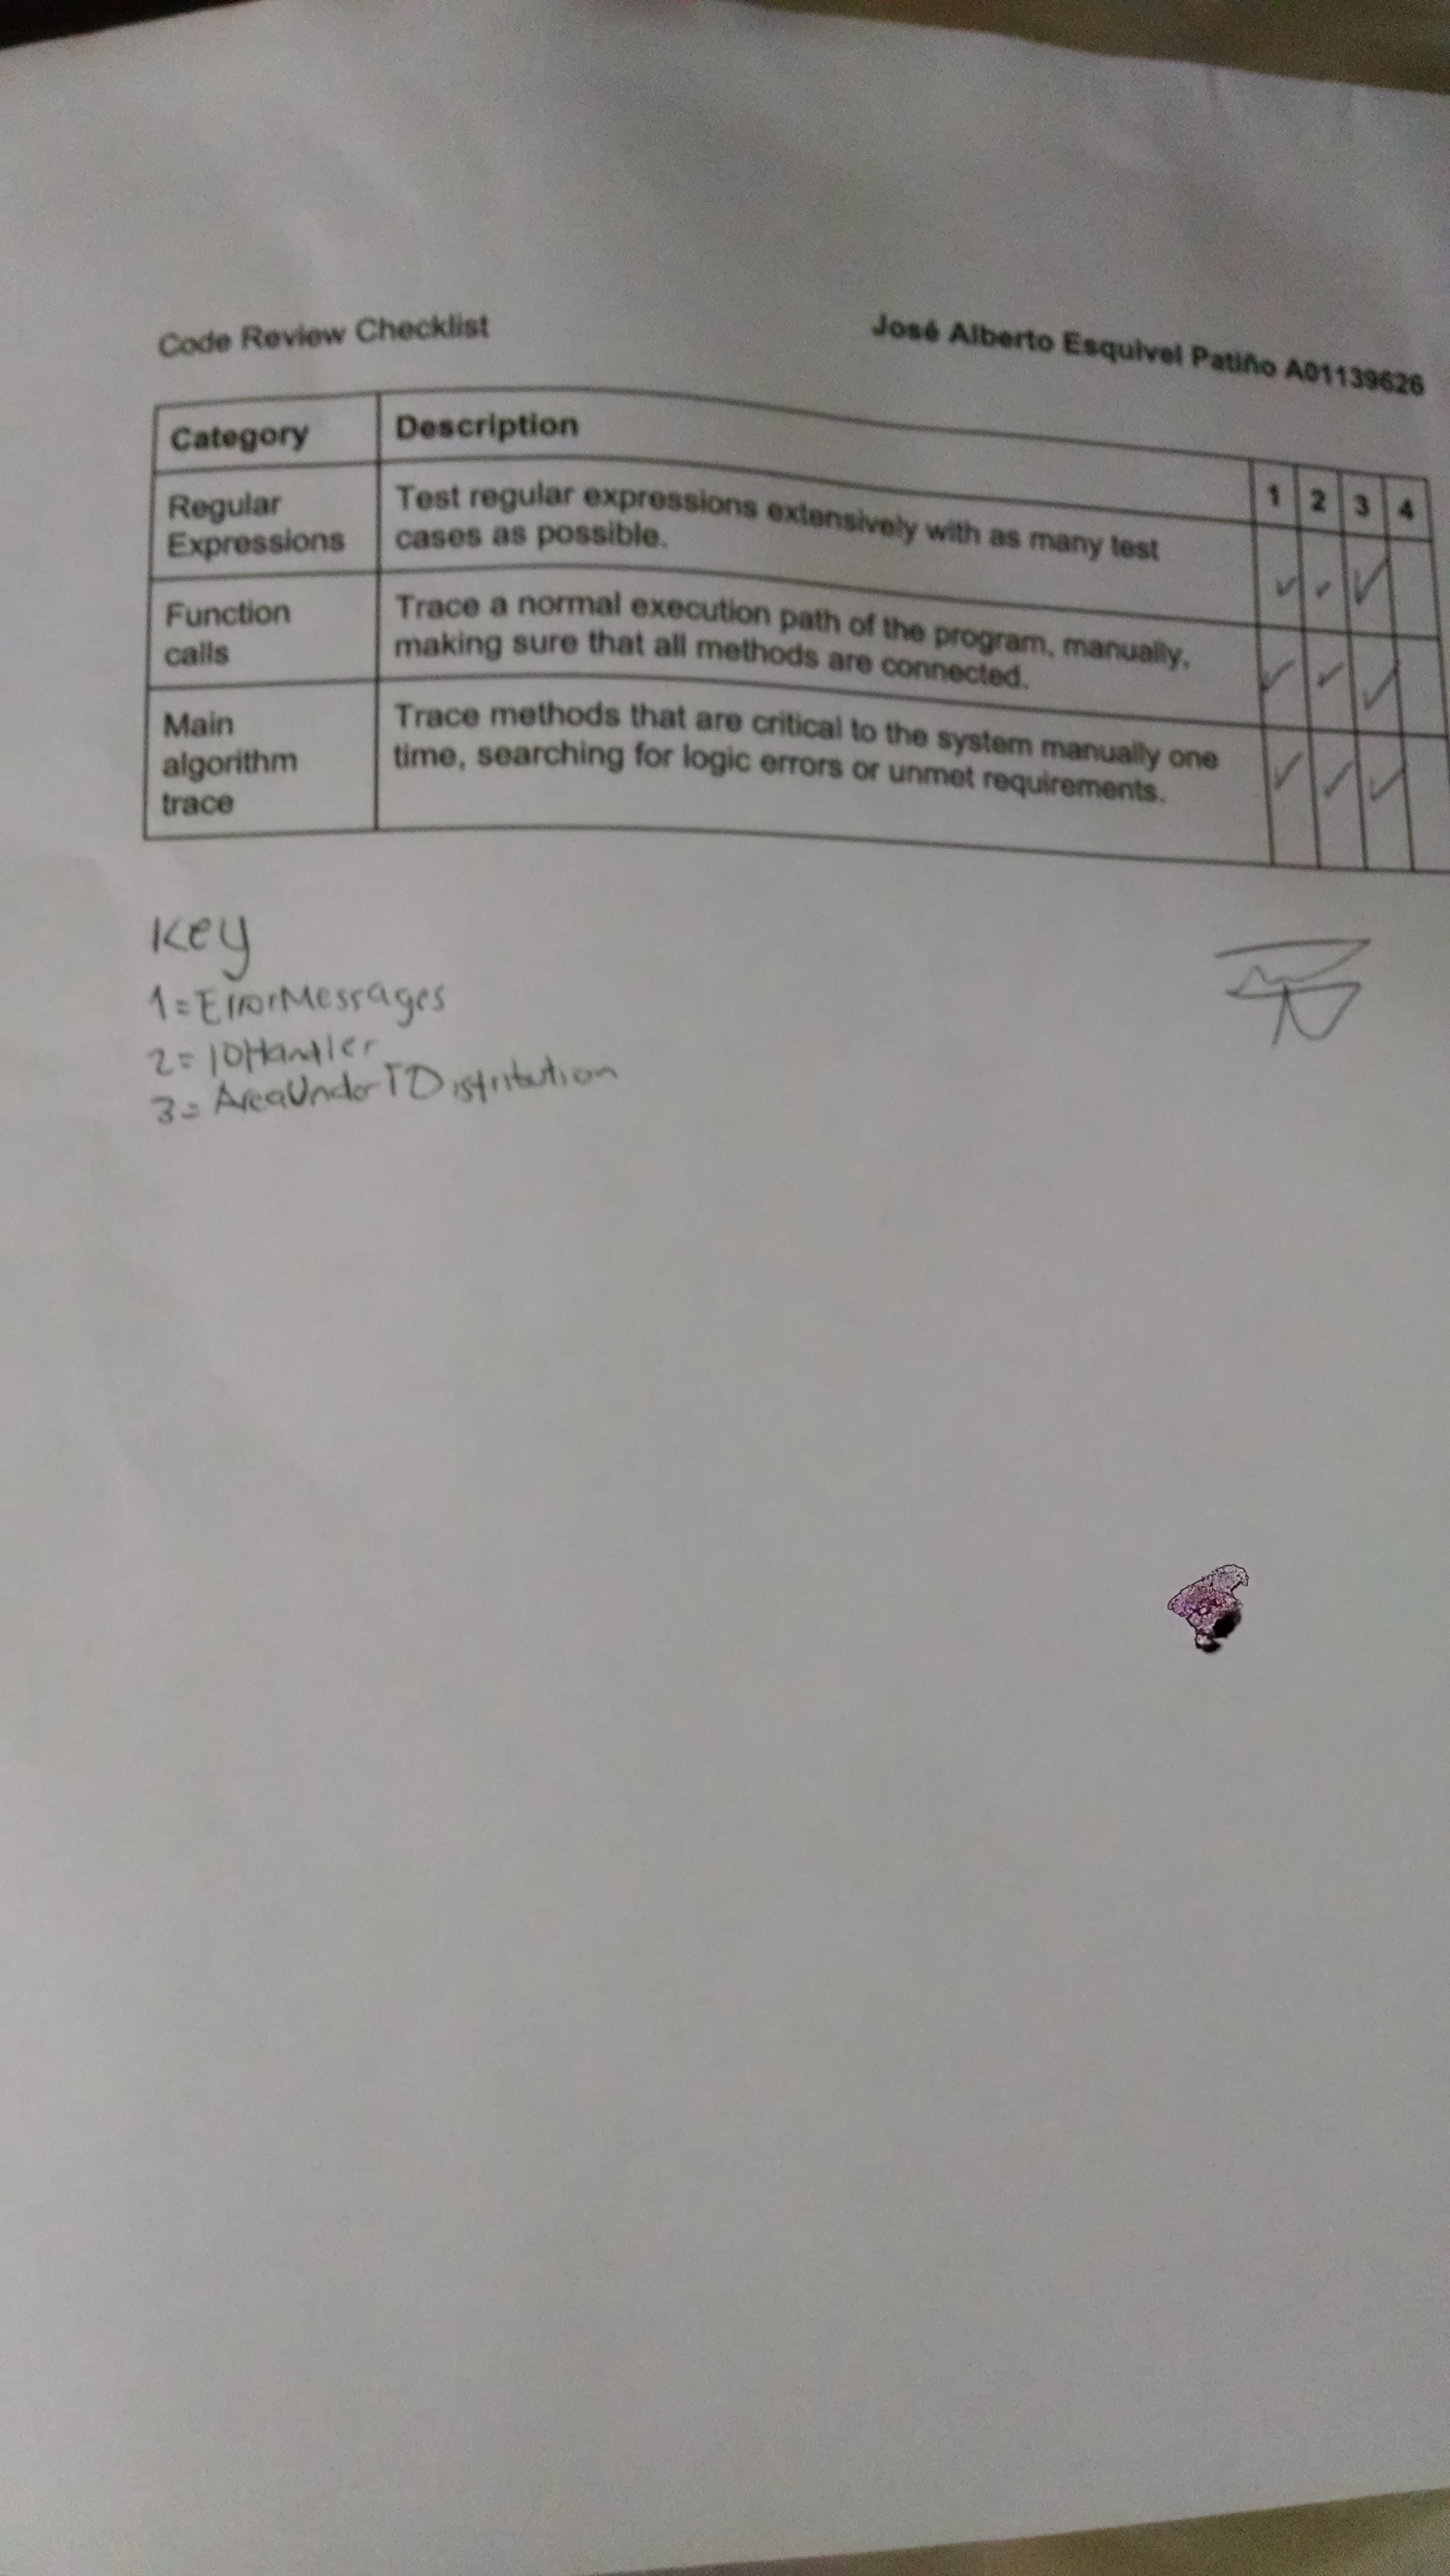 Code Review Checklist
José Alberto Esquivel Patiño A01139626
Category Description 1 2 3 4
Regular
Expressions
Test regular expressions extensively with as many test
cases as possible.
✓ ✓ ✓
Function
calls
Trace a normal execution path of the program, manually,
making sure that all methods are connected.
✓ ✓ ✓
Main
algorithm
trace
Trace methods that are critical to the system manually one
time, searching for logic errors or unmet requirements.
✓ ✓ ✓
Key
1=ErrorMessages
2=IOHandler
3=AreaUnderTDistribution